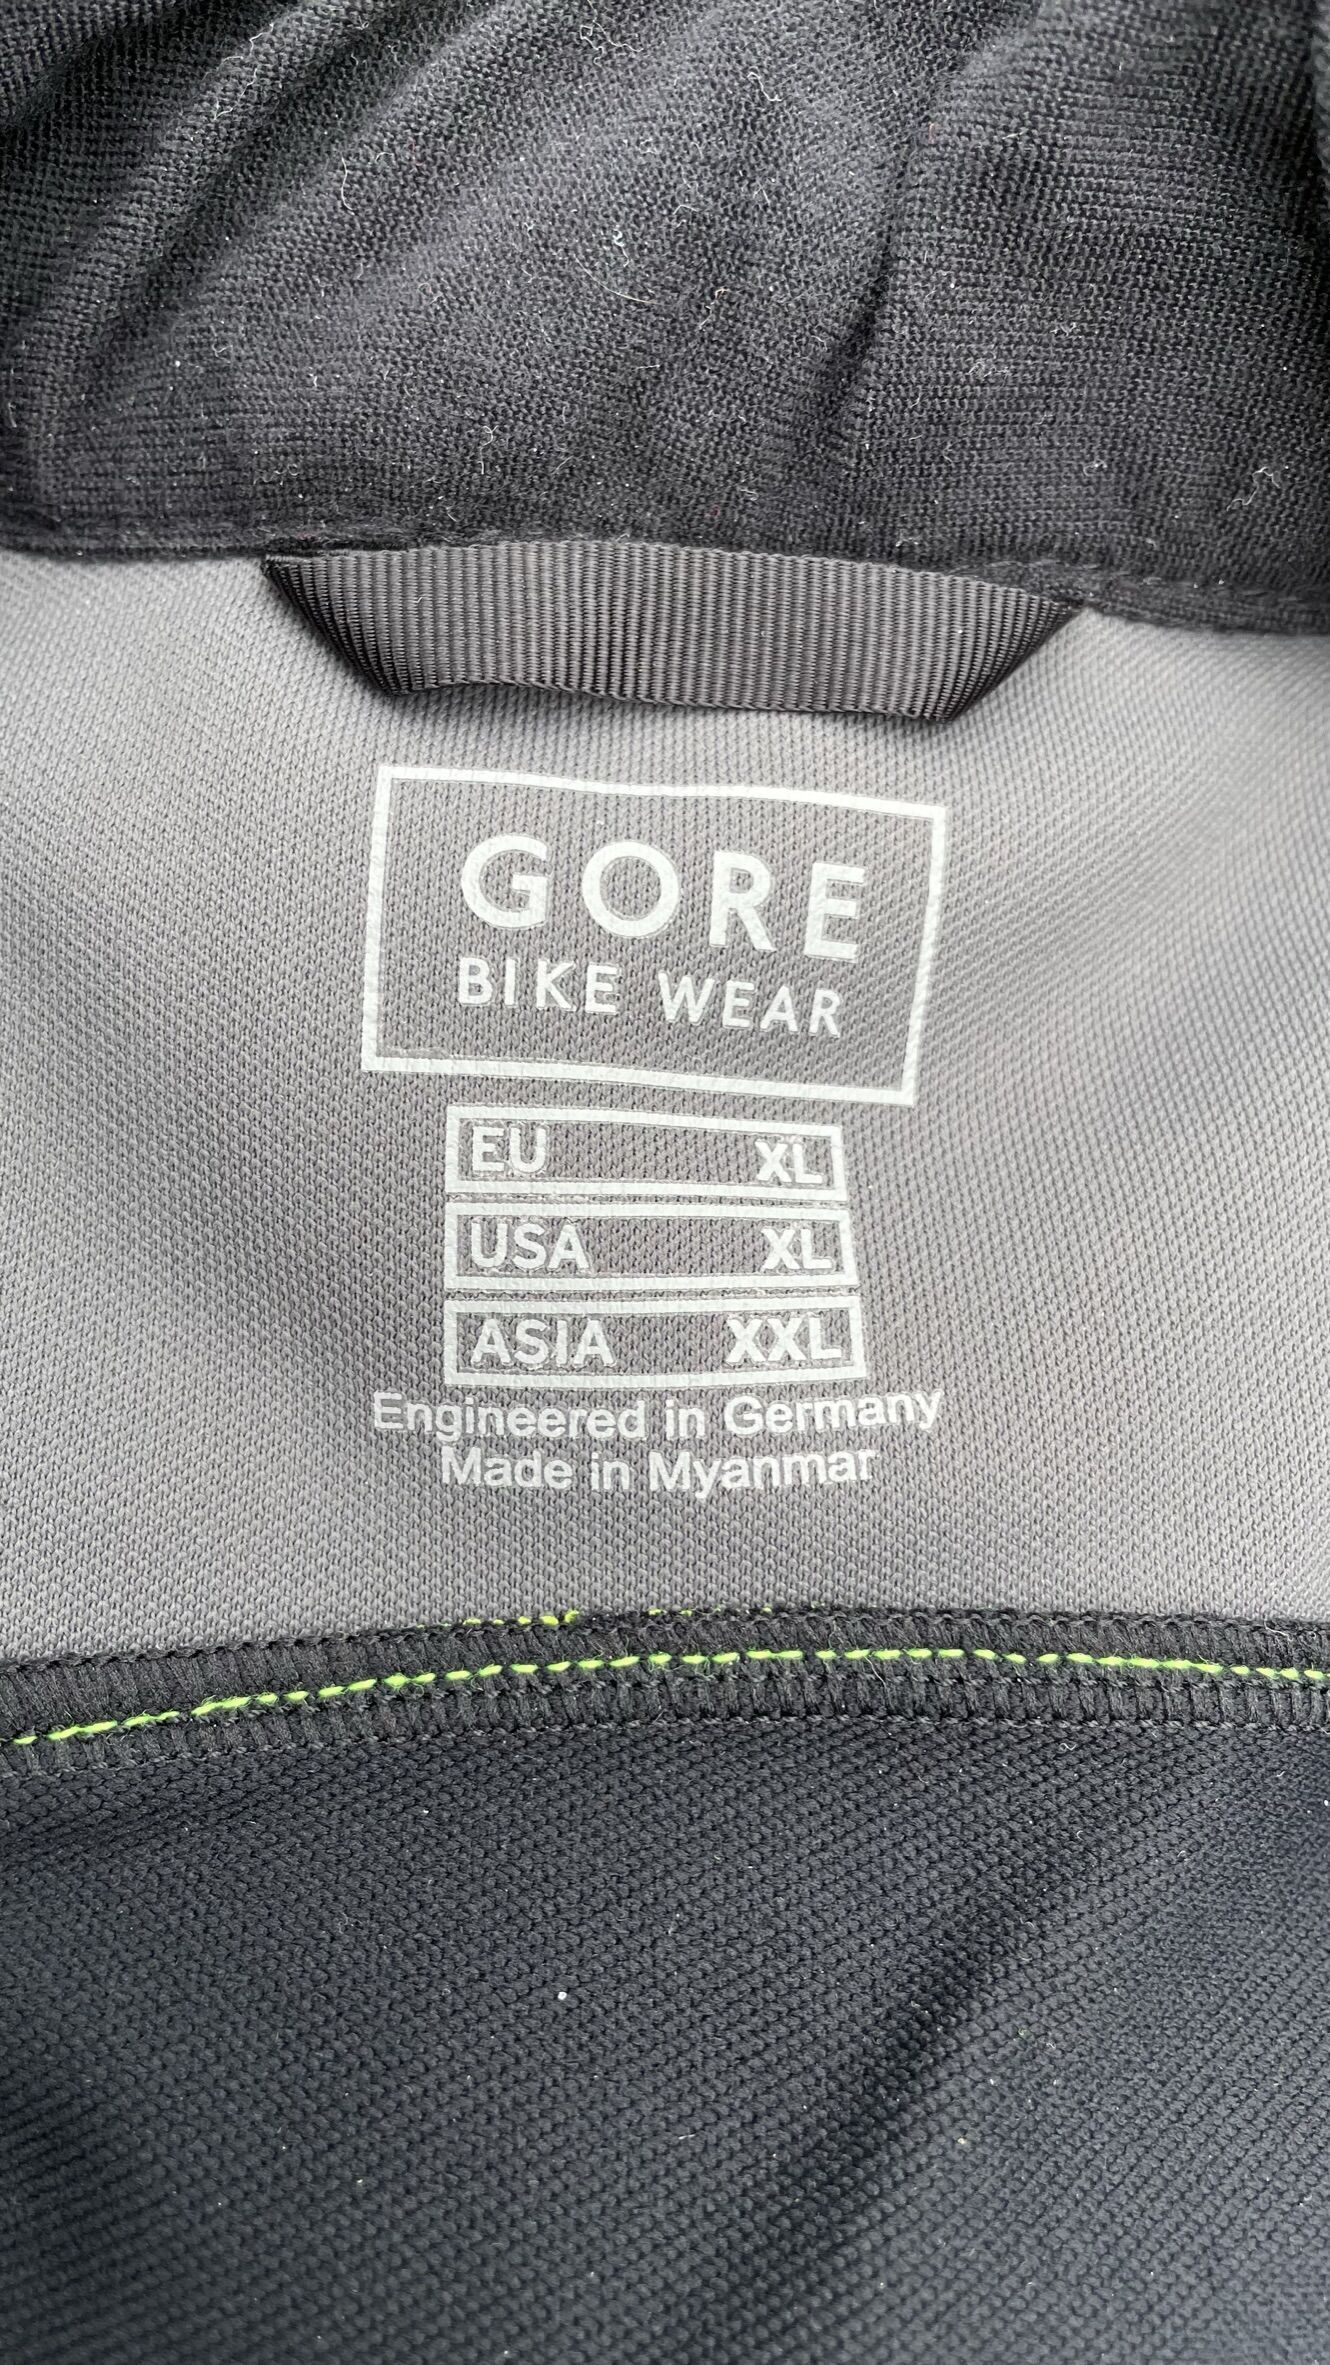 GORE
BIKE WEAR
EU XL
USA XL
ASIA XXL
Engineered in Germany
Made in Myanmar